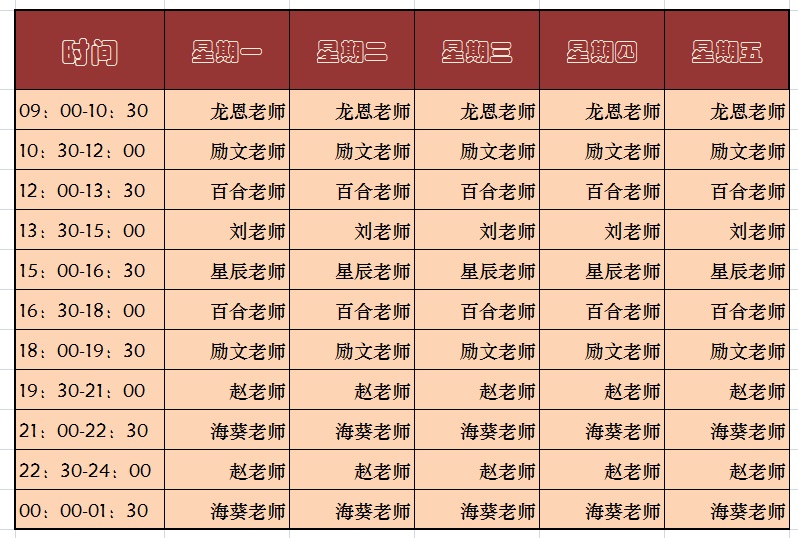 时间 星期一 星期二 星期三 星期四 星期五
09：00-10：30 龙恩老师 龙恩老师 龙恩老师 龙恩老师 龙恩老师
10：30-12：00 励文老师 励文老师 励文老师 励文老师 励文老师
12：00-13：30 百合老师 百合老师 百合老师 百合老师 百合老师
13：30-15：00 刘老师 刘老师 刘老师 刘老师 刘老师
15：00-16：30 星辰老师 星辰老师 星辰老师 星辰老师 星辰老师
16：30-18：00 百合老师 百合老师 百合老师 百合老师 百合老师
18：00-19：30 励文老师 励文老师 励文老师 励文老师 励文老师
19：30-21：00 赵老师 赵老师 赵老师 赵老师 赵老师
21：00-22：30 海葵老师 海葵老师 海葵老师 海葵老师 海葵老师
22：30-24：00 赵老师 赵老师 赵老师 赵老师 赵老师
00：00-01：30 海葵老师 海葵老师 海葵老师 海葵老师 海葵老师